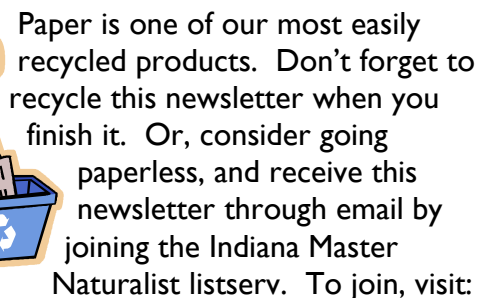 Paper is one of our most easily
recycled products.  Don’t forget to
recycle this newsletter when you
finish it.  Or, consider going
paperless, and receive this
newsletter through email by
joining the Indiana Master
Naturalist listserv.  To join, visit: